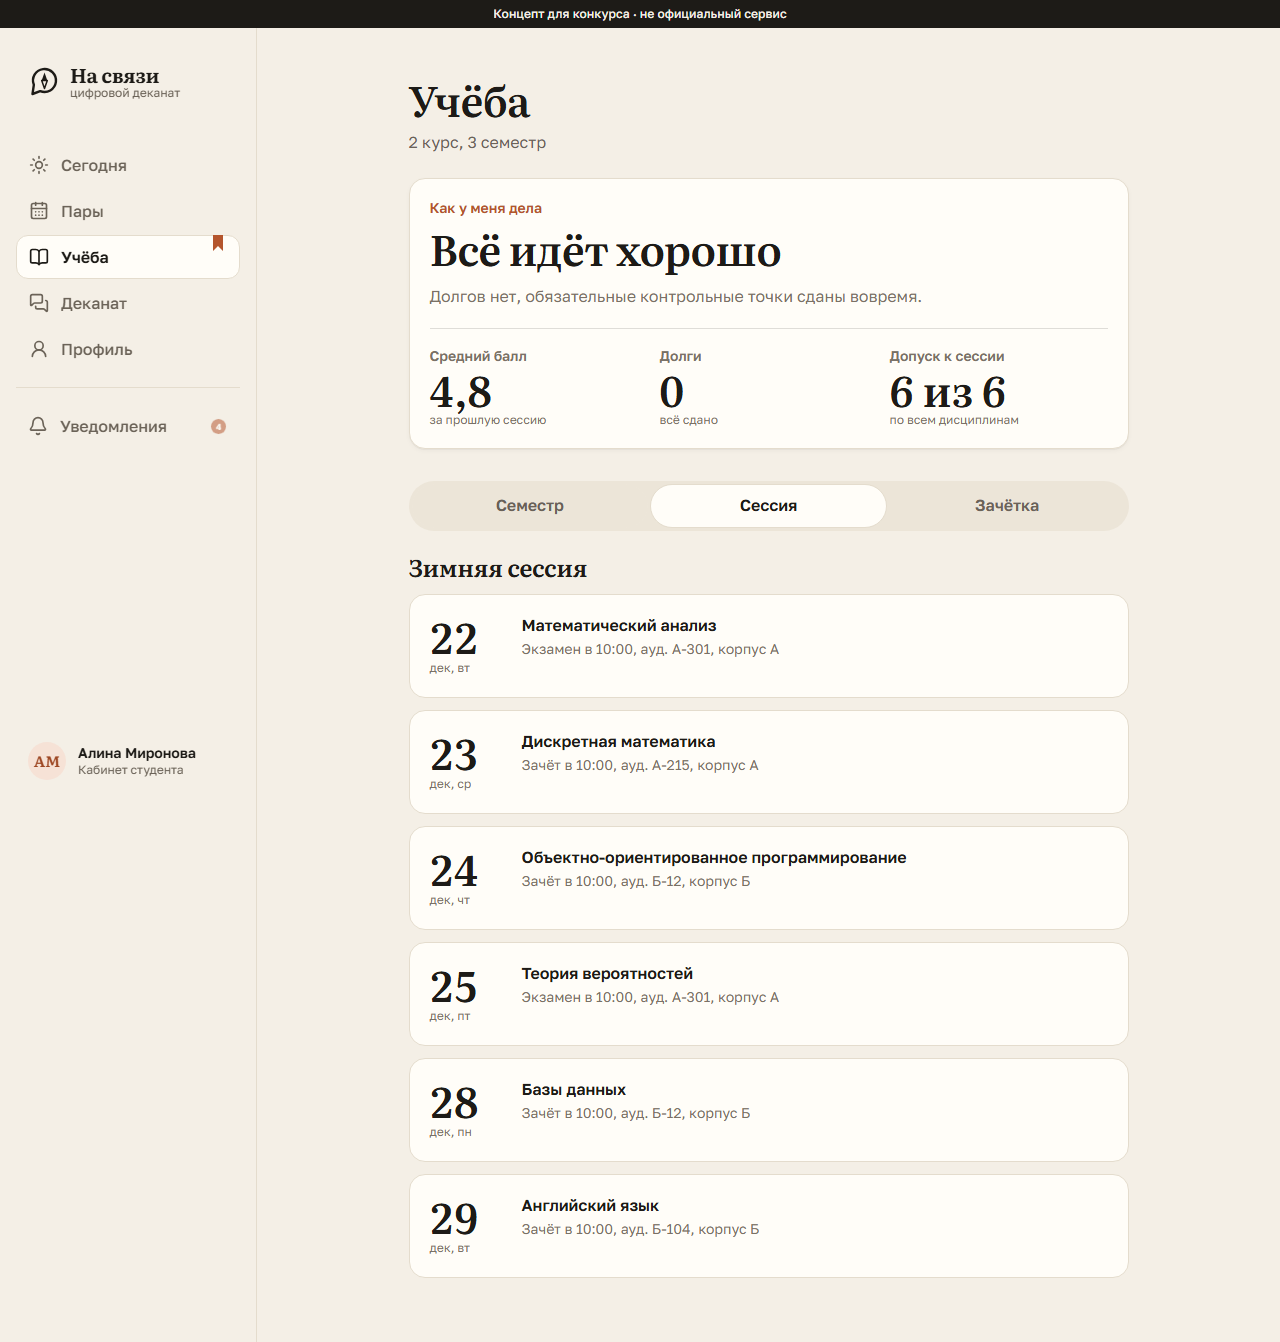 Концепт для конкурса · не официальный сервис
На связи
цифровой деканат
Сегодня
Пары
Учёба
Деканат
Профиль
Уведомления
4
Алина Миронова
АМ
Кабинет студента
Учёба
2 курс, 3 семестр
Как у меня дела
Всё идёт хорошо
Долгов нет, обязательные контрольные точки сданы вовремя.
Средний балл
4,8
за прошлую сессию
Долги
0
всё сдано
Допуск к сессии
6 из 6
по всем дисциплинам
Семестр
Сессия
Зачётка
Зимняя сессия
22
дек, вт
Математический анализ
Экзамен в 10:00, ауд. А-301, корпус А
23
дек, ср
Дискретная математика
Зачёт в 10:00, ауд. А-215, корпус А
24
дек, чт
Объектно-ориентированное программирование
Зачёт в 10:00, ауд. Б-12, корпус Б
25
дек, пт
Теория вероятностей
Экзамен в 10:00, ауд. А-301, корпус А
28
дек, пн
Базы данных
Зачёт в 10:00, ауд. Б-12, корпус Б
29
дек, вт
Английский язык
Зачёт в 10:00, ауд. Б-104, корпус Б